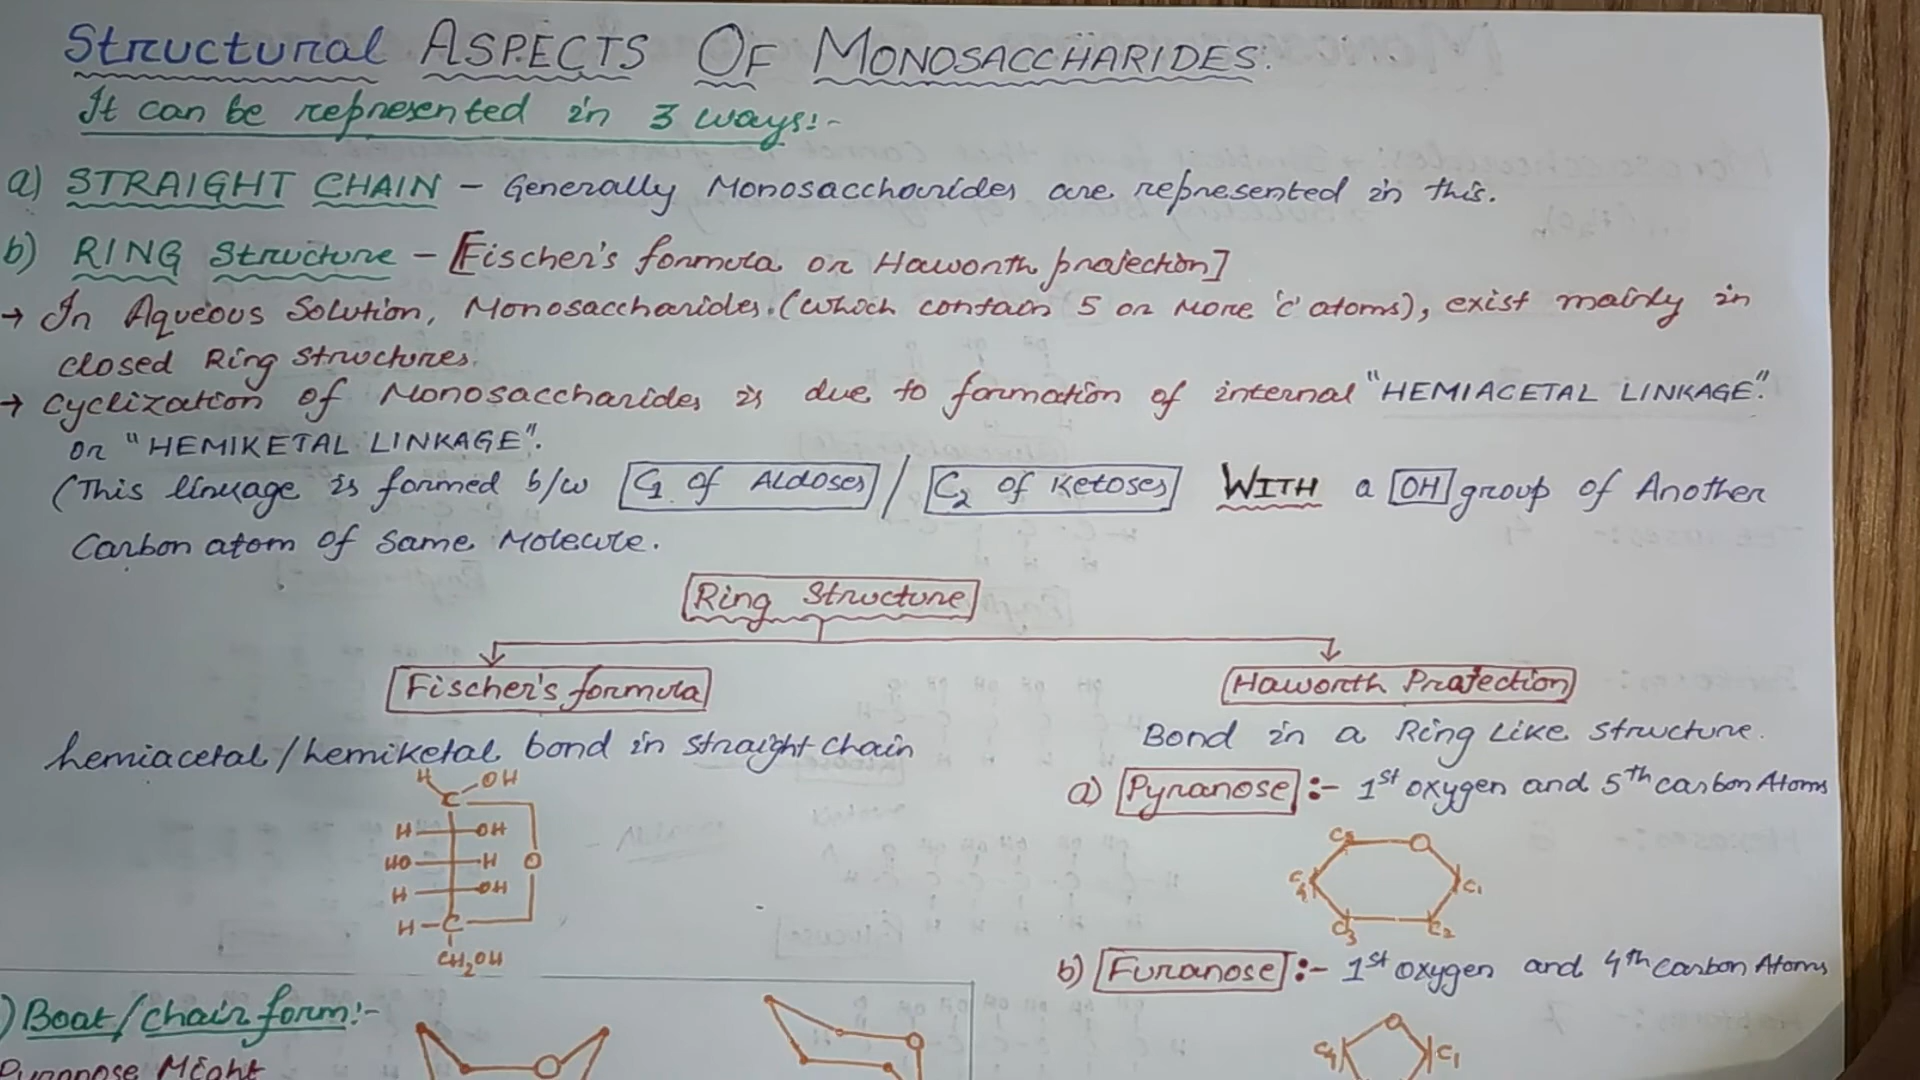 Structural ASPECTS OF MONOSACCHARIDES:
It can be represented in 3 ways:-
a) STRAIGHT CHAIN - Generally Monosaccharides are represented in this.
b) RING Structure - [Fischer's formula or Haworth projection]
→ In Aqueous Solution, Monosaccharides. (which contain 5 or more 'c' atoms), exist mainly in
closed Ring structures.
→ Cyclization of Monosaccharides is due to formation of internal "HEMIACETAL LINKAGE".
or "HEMIKETAL LINKAGE".
(This linkage is formed b/w C1 of Aldoses / C2 of Ketoses WITH a OH group of Another
Carbon atom of same Molecule.
Ring Structure
Fischer's formula
Haworth Projection
hemiacetal/hemiketal bond in straight chain
Bond in a Ring Like structure.
H OH
C
H OH
HO H O
H OH
H-C
CH2OH
a) Pyranose :- 1st oxygen and 5th carbon Atoms
C5 O
C4 C1
C3 C2
b) Furanose :- 1st oxygen and 4th carbon Atoms
O
C4 C1
) Boat/chair form:-
Pyranose Might
O
O